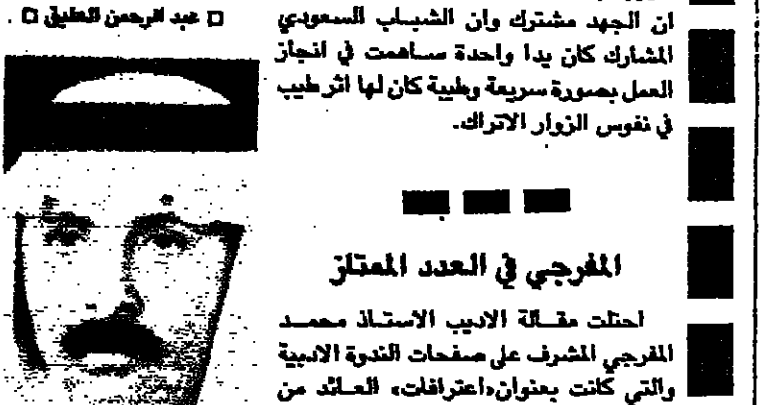 ان الجهد مشترك وان الشباب السعودي
المشارك كان يدا واحدة ساهمت في انجاز
العمل بصورة سريعة وطيبة كان لها اثر طيب
في نفوس الزوار الاتراك.
المفرجي في العدد الممتاز
احتلت مقالة الاديب الاستاذ محمد
المفرجي المشرف على صفحات الندوة الادبية
والتي كانت بعنوان «اعترافات» العائد من
عبد الرحمن